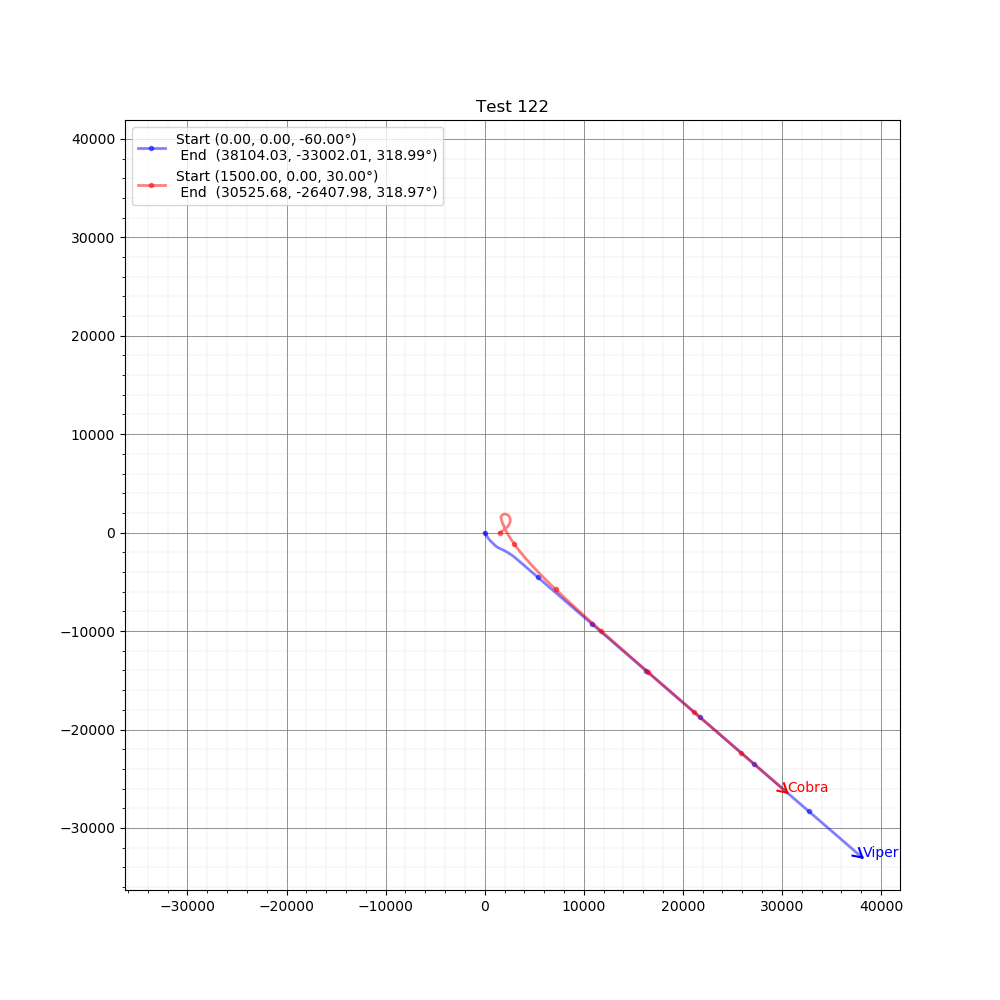 Test 122
Start (0.00, 0.00, -60.00°)
End (38104.03, -33002.01, 318.99°)
Start (1500.00, 0.00, 30.00°)
End (30525.68, -26407.98, 318.97°)
40000
30000
20000
10000
0
−10000
−20000
−30000
Cobra
Viper
−30000 −20000 −10000 0 10000 20000 30000 40000